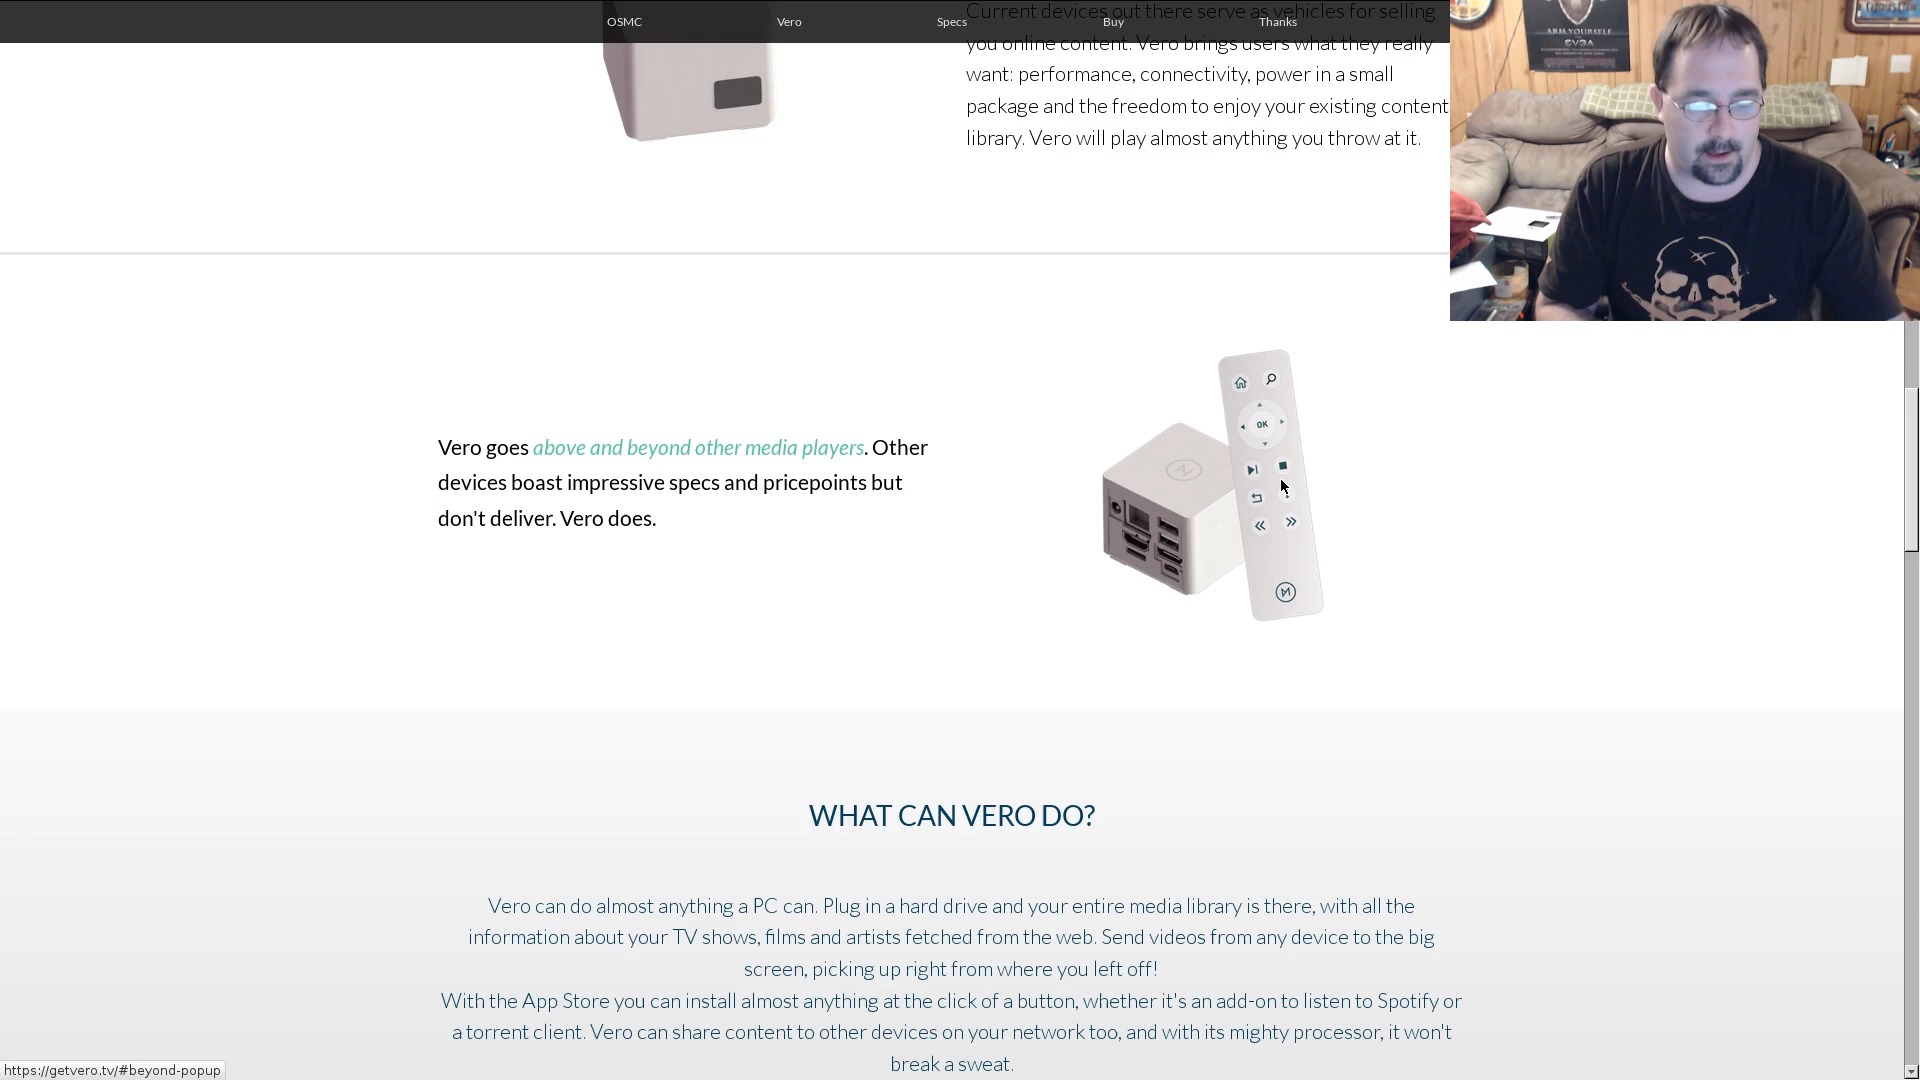 OSMC
Vero
Specs
Buy
Thanks
Current devices out there serve as vehicles for selling
you online content. Vero brings users what they really
want: performance, connectivity, power in a small
package and the freedom to enjoy your existing content
library. Vero will play almost anything you throw at it.
ARM YOURSELF
EVGA
OK
Vero goes above and beyond other media players. Other
devices boast impressive specs and pricepoints but
don't deliver. Vero does.
WHAT CAN VERO DO?
Vero can do almost anything a PC can. Plug in a hard drive and your entire media library is there, with all the
information about your TV shows, films and artists fetched from the web. Send videos from any device to the big
screen, picking up right from where you left off!
With the App Store you can install almost anything at the click of a button, whether it's an add-on to listen to Spotify or
a torrent client. Vero can share content to other devices on your network too, and with its mighty processor, it won't
break a sweat.
https://getvero.tv/#beyond-popup